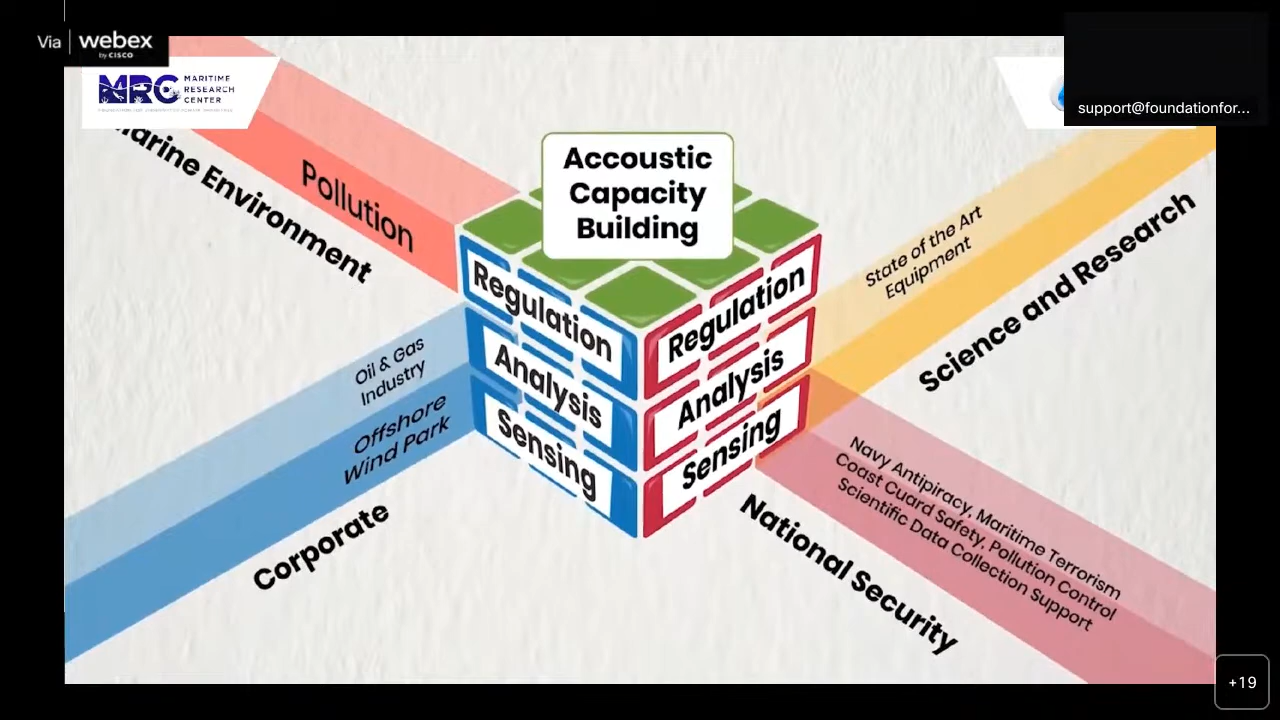 Via webex
by CISCO
MRC MARITIME
RESEARCH
CENTER
support@foundationfor...
Marine Environment
Pollution
Accoustic
Capacity
Building
Regulation
Analysis
Sensing
Regulation
Analysis
Sensing
State of the Art
Equipment
Science and Research
Oil & Gas
Industry
Offshore
Wind Park
Corporate
Navy Antipiracy, Maritime Terrorism
Coast Guard Safety, Pollution Control
Scientific Data Collection Support
National Security
+19